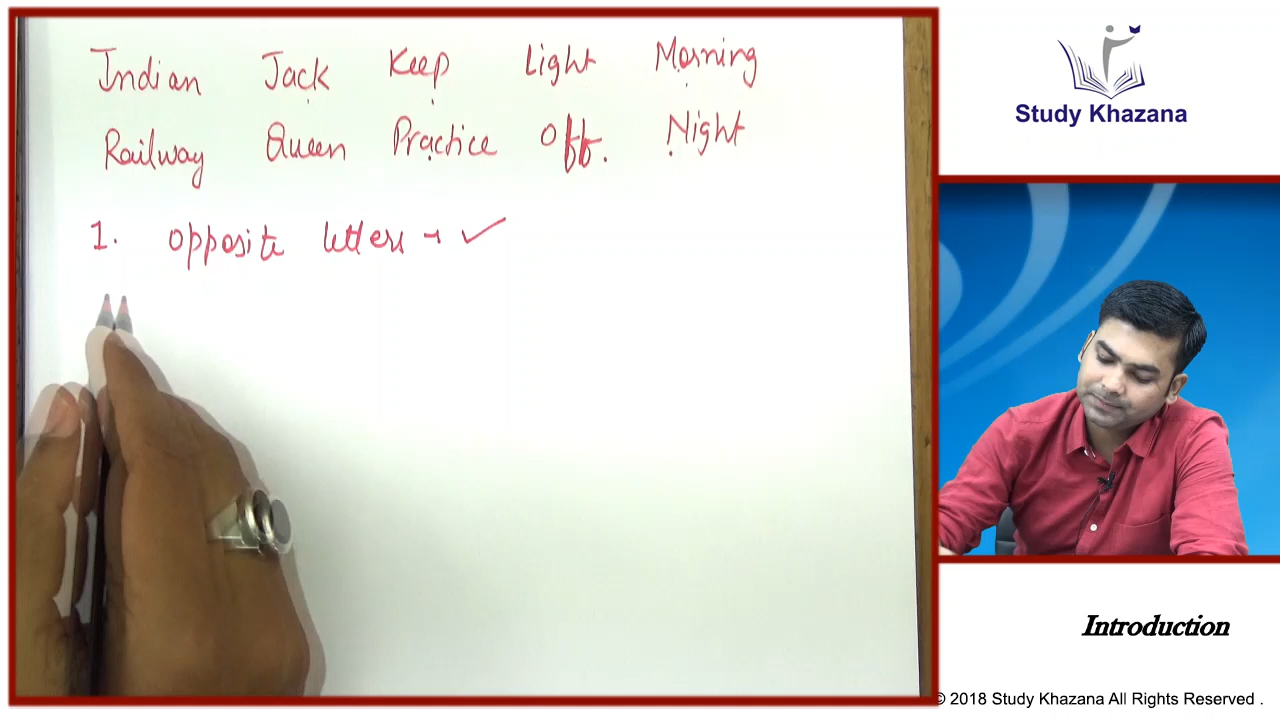 Indian Jack Keep Light Morning
Railway Queen Practice Off. Night
1. Opposite letters → ✓
Study Khazana
Introduction
© 2018 Study Khazana All Rights Reserved .